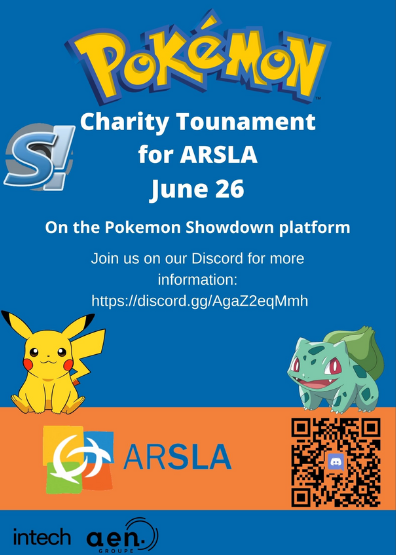 POKéMON
Charity Tounament
for ARSLA
June 26
S!
On the Pokemon Showdown platform
Join us on our Discord for more
information:
https://discord.gg/AgaZ2eqMmh
ARSLA
intech aen.
GROUPE